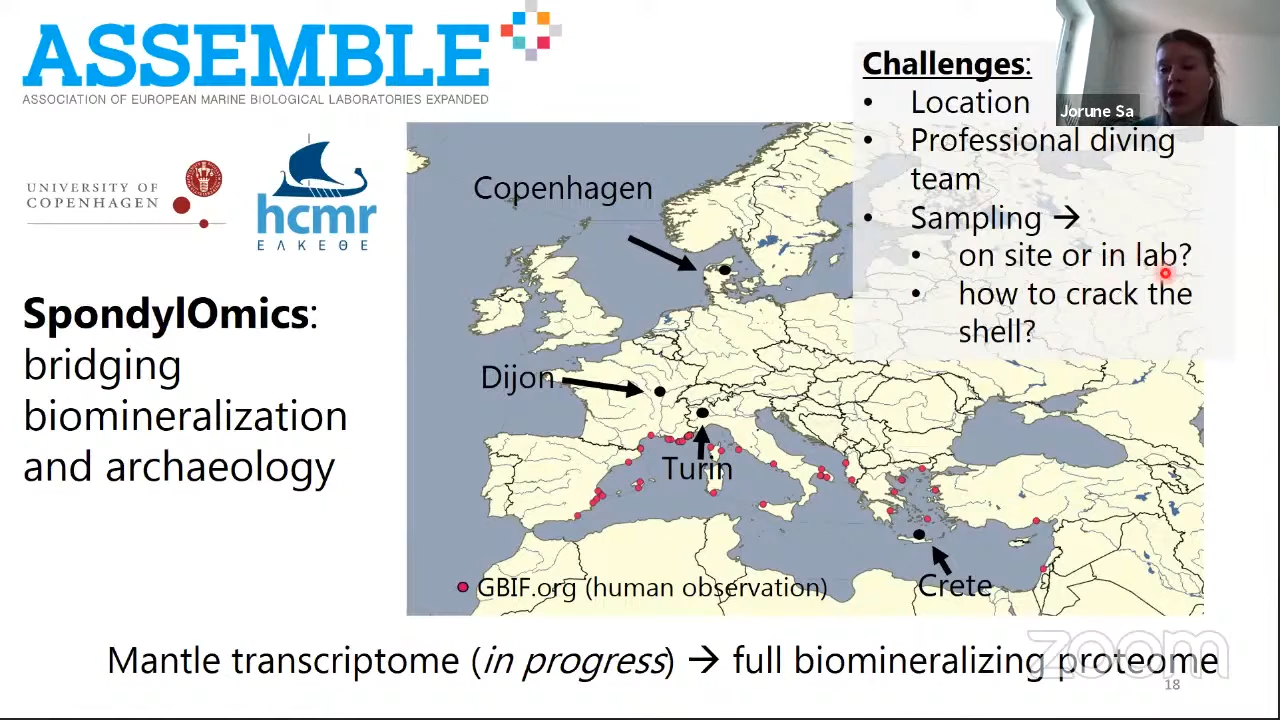 ASSEMBLE
ASSOCIATION OF EUROPEAN MARINE BIOLOGICAL LABORATORIES EXPANDED
UNIVERSITY OF
COPENHAGEN
hcmr
ΕΛΚΕΘΕ
SpondylOmics:
bridging
biomineralization
and archaeology
Copenhagen
Dijon
Turin
Crete
GBIF.org (human observation)
Challenges:
• Location
• Professional diving
team
• Sampling →
• on site or in lab?
• how to crack the
shell?
Jorune Sa
Mantle transcriptome (in progress) → full biomineralizing proteome
zoom
18